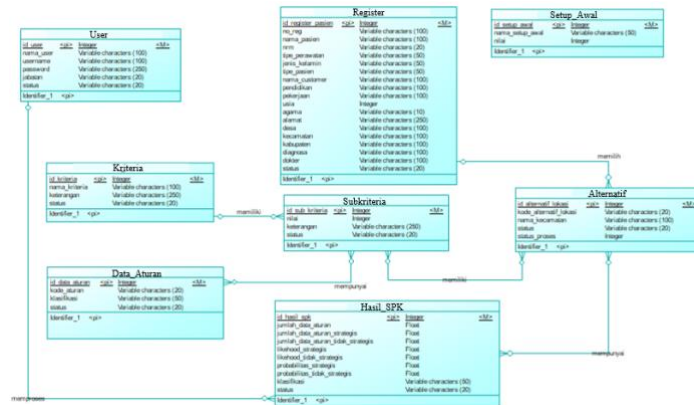 User
id_user <pi> Integer <M>
nama_user Variable characters (100)
username Variable characters (100)
password Variable characters (250)
jabatan Variable characters (20)
status Variable characters (20)
Identifier_1 <pi>
Register
id_register_pasien <pi> Integer <M>
no_reg Variable characters (100)
nama_pasien Variable characters (100)
nrm Variable characters (20)
tipe_perawatan Variable characters (50)
jenis_kelamin Variable characters (50)
tipe_pasien Variable characters (50)
nama_customer Variable characters (100)
pendidikan Variable characters (100)
pekerjaan Variable characters (100)
usia Integer
agama Variable characters (10)
alamat Variable characters (250)
desa Variable characters (100)
kecamatan Variable characters (100)
kabupaten Variable characters (100)
diagnosa Variable characters (100)
dokter Variable characters (100)
status Variable characters (20)
Identifier_1 <pi>
Setup_Awal
id_setup_awal <pi> Integer <M>
nama_setup_awal Variable characters (50)
nilai Integer
Identifier_1 <pi>
Kriteria
id_kriteria <pi> Integer <M>
nama_kriteria Variable characters (100)
keterangan Variable characters (250)
status Variable characters (20)
Identifier_1 <pi>
memiliki
Subkriteria
id_sub_kriteria <pi> Integer <M>
nilai Integer
keterangan Variable characters (250)
status Variable characters (20)
Identifier_1 <pi>
memilih
Alternatif
id_alternatif_lokasi <pi> Integer <M>
kode_alternatif_lokasi Variable characters (20)
nama_kecamatan Variable characters (100)
status Variable characters (20)
status_proses Integer
Identifier_1 <pi>
Data_Aturan
id_data_aturan <pi> Integer <M>
kode_aturan Variable characters (20)
klasifikasi Variable characters (50)
status Variable characters (20)
Identifier_1 <pi>
mempunyai
memiliki
Hasil_SPK
id_hasil_spk <pi> Integer <M>
jumlah_data_aturan Float
jumlah_data_aturan_strategis Float
jumlah_data_aturan_tidak_strategis Float
likehood_strategis Float
likehood_tidak_strategis Float
probabilitas_strategis Float
probabilitas_tidak_strategis Float
klasifikasi Variable characters (50)
status Variable characters (20)
Identifier_1 <pi>
mempunyai
memproses